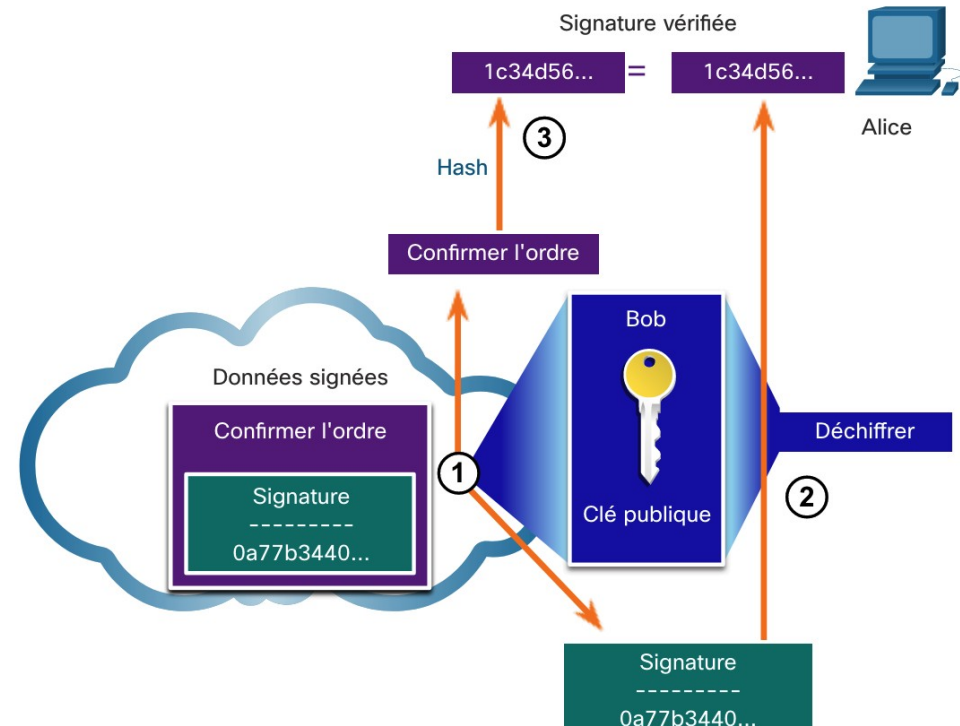 Signature vérifiée
1c34d56...
=
1c34d56...
Alice
3
Hash
Confirmer l'ordre
Bob
Données signées
Confirmer l'ordre
Déchiffrer
1
Signature
---------
0a77b3440...
2
Clé publique
Signature
---------
0a77b3440...